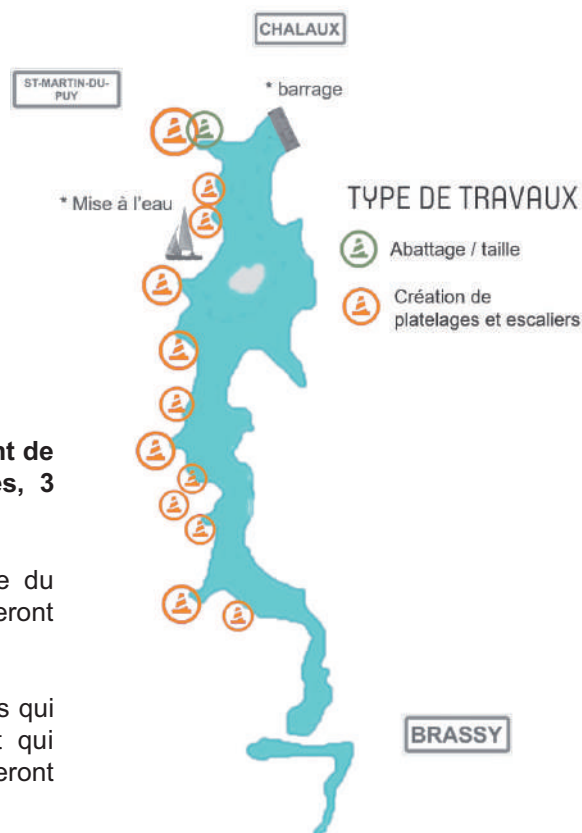 CHALAUX
ST-MARTIN-DU-
PUY
* barrage
* Mise à l'eau
TYPE DE TRAVAUX
Abattage / taille
Création de
platelages et escaliers
nt de
es, 3
e du
eront
s qui
t qui
eront
BRASSY